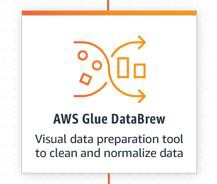 AWS Glue DataBrew
Visual data preparation tool
to clean and normalize data